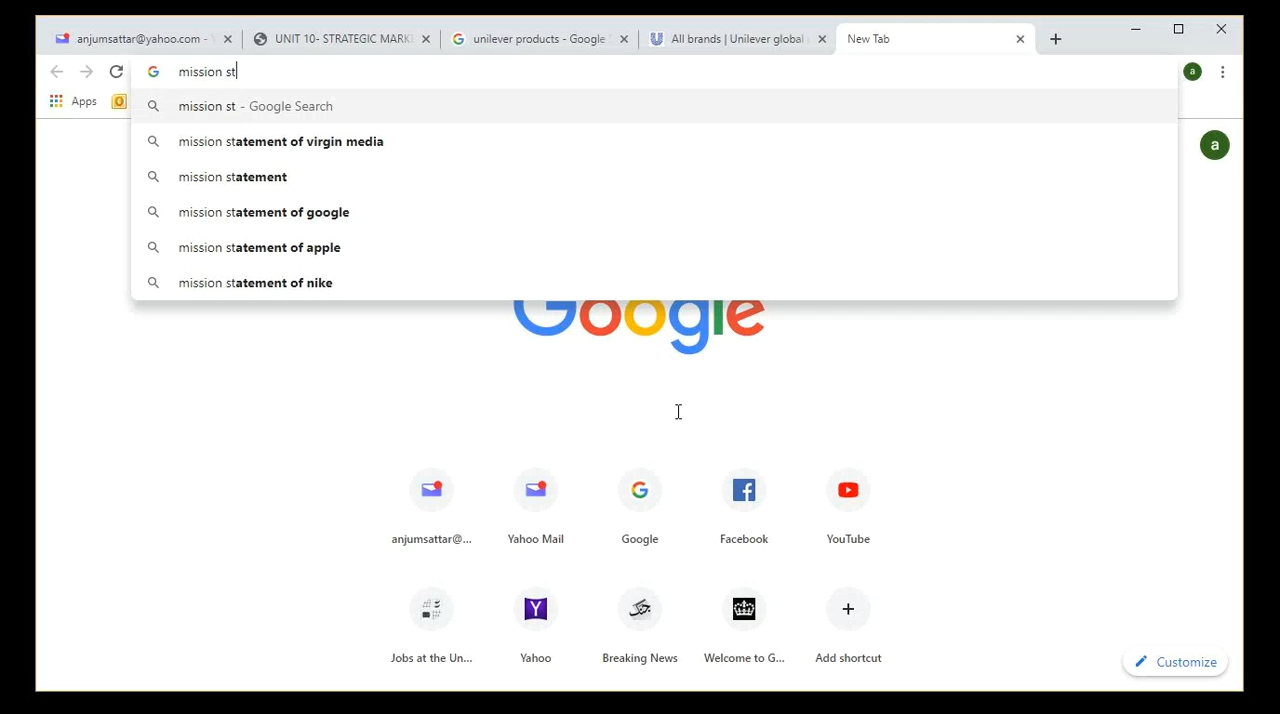 anjumsattar@yahoo.com -
UNIT 10- STRATEGIC MARK
unilever products - Google
All brands | Unilever global
New Tab
mission st
a
Apps
mission st - Google Search
mission statement of virgin media
a
mission statement
mission statement of google
mission statement of apple
mission statement of nike
Google
anjumsattar@...
Yahoo Mail
Google
Facebook
YouTube
Jobs at the Un...
Yahoo
Breaking News
Welcome to G...
Add shortcut
Customize